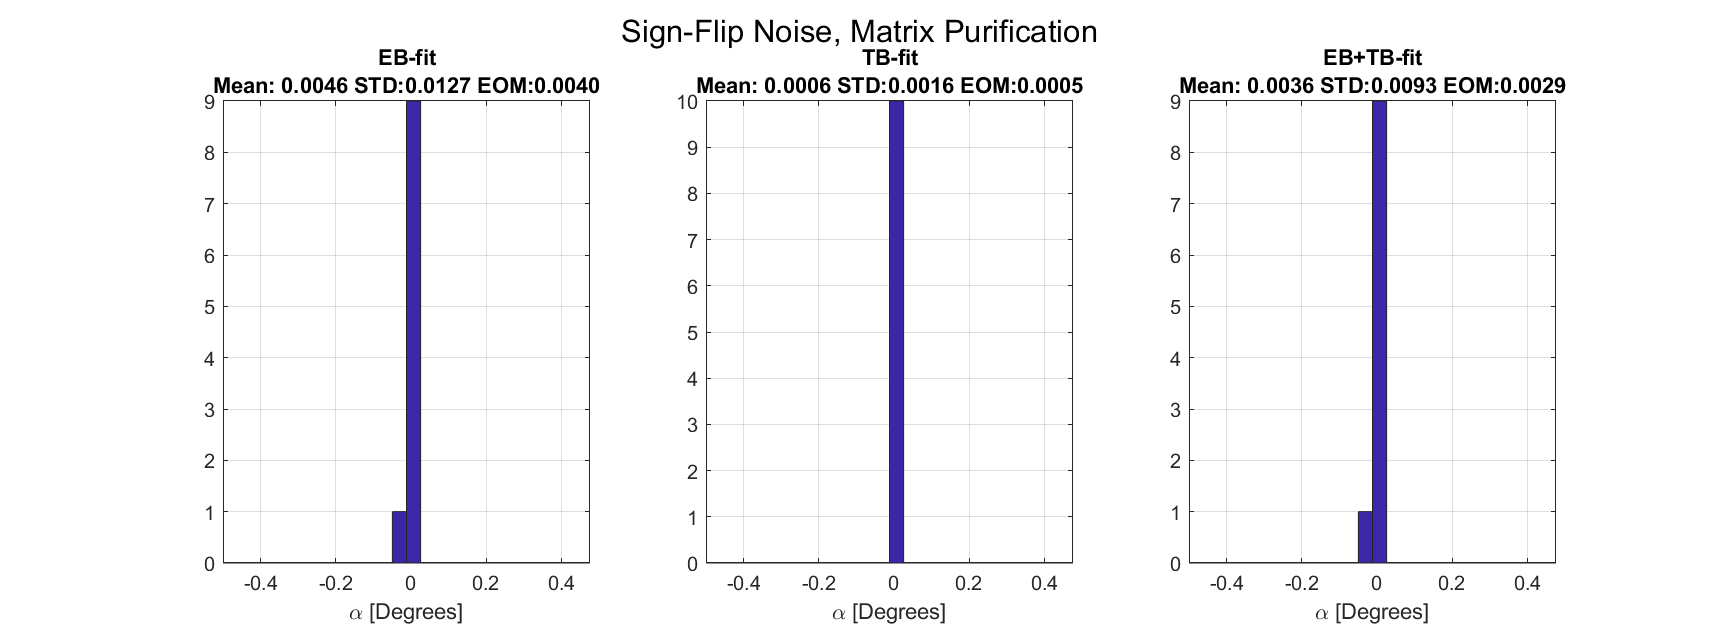 Sign-Flip Noise, Matrix Purification
EB-fit
Mean: 0.0046 STD:0.0127 EOM:0.0040
9
8
7
6
5
4
3
2
1
0
-0.4 -0.2 0 0.2 0.4
α [Degrees]
TB-fit
Mean: 0.0006 STD:0.0016 EOM:0.0005
10
9
8
7
6
5
4
3
2
1
0
-0.4 -0.2 0 0.2 0.4
α [Degrees]
EB+TB-fit
Mean: 0.0036 STD:0.0093 EOM:0.0029
9
8
7
6
5
4
3
2
1
0
-0.4 -0.2 0 0.2 0.4
α [Degrees]